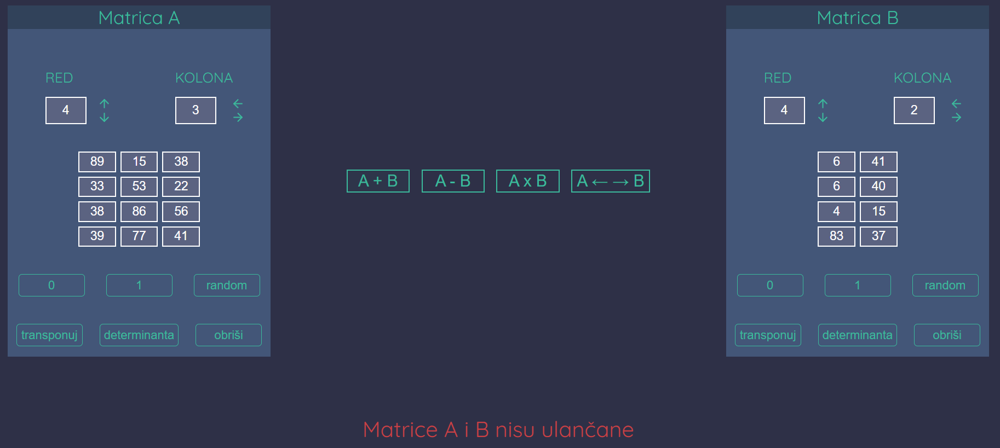 Matrica A
RED KOLONA
4 ↑ ↓ 3 ← →
89 15 38
33 53 22
38 86 56
39 77 41
0 1 random
transponuj determinanta obriši
A + B A - B A x B A ← → B
Matrica B
RED KOLONA
4 ↑ ↓ 2 ← →
6 41
6 40
4 15
83 37
0 1 random
transponuj determinanta obriši
Matrice A i B nisu ulančane